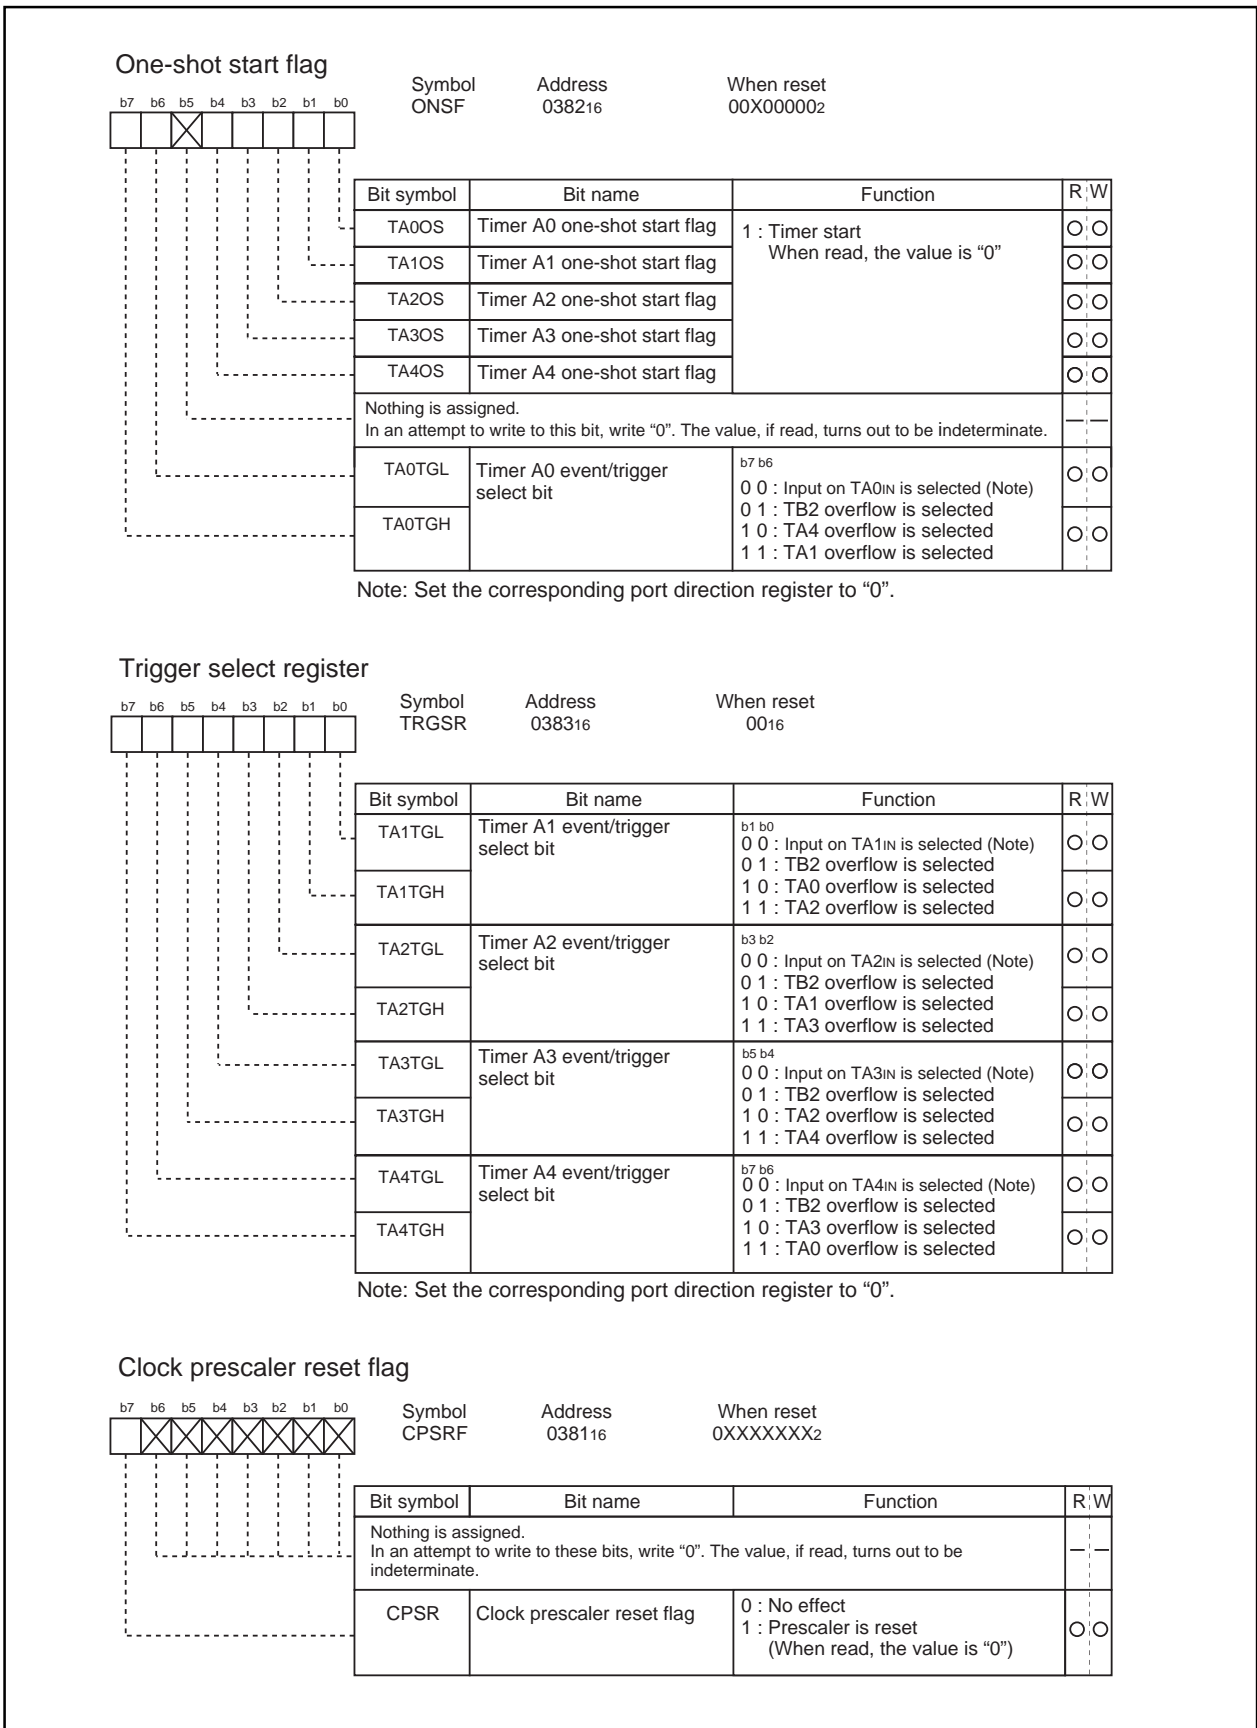 One-shot start flag
Symbol Address When reset
ONSF 038216 00X000002
b7 b6 b5 b4 b3 b2 b1 b0
Bit symbol Bit name Function R W
TA0OS Timer A0 one-shot start flag 1 : Timer start
When read, the value is “0”
TA1OS Timer A1 one-shot start flag
TA2OS Timer A2 one-shot start flag
TA3OS Timer A3 one-shot start flag
TA4OS Timer A4 one-shot start flag
Nothing is assigned.
In an attempt to write to this bit, write “0”. The value, if read, turns out to be indeterminate.
TA0TGL Timer A0 event/trigger
select bit
TA0TGH
b7 b6
0 0 : Input on TA0IN is selected (Note)
0 1 : TB2 overflow is selected
1 0 : TA4 overflow is selected
1 1 : TA1 overflow is selected
Note: Set the corresponding port direction register to “0”.
Trigger select register
Symbol Address When reset
TRGSR 038316 0016
b7 b6 b5 b4 b3 b2 b1 b0
Bit symbol Bit name Function R W
TA1TGL Timer A1 event/trigger
select bit
TA1TGH
b1 b0
0 0 : Input on TA1IN is selected (Note)
0 1 : TB2 overflow is selected
1 0 : TA0 overflow is selected
1 1 : TA2 overflow is selected
TA2TGL Timer A2 event/trigger
select bit
TA2TGH
b3 b2
0 0 : Input on TA2IN is selected (Note)
0 1 : TB2 overflow is selected
1 0 : TA1 overflow is selected
1 1 : TA3 overflow is selected
TA3TGL Timer A3 event/trigger
select bit
TA3TGH
b5 b4
0 0 : Input on TA3IN is selected (Note)
0 1 : TB2 overflow is selected
1 0 : TA2 overflow is selected
1 1 : TA4 overflow is selected
TA4TGL Timer A4 event/trigger
select bit
TA4TGH
b7 b6
0 0 : Input on TA4IN is selected (Note)
0 1 : TB2 overflow is selected
1 0 : TA3 overflow is selected
1 1 : TA0 overflow is selected
Note: Set the corresponding port direction register to “0”.
Clock prescaler reset flag
Symbol Address When reset
CPSRF 038116 0XXXXXXX2
b7 b6 b5 b4 b3 b2 b1 b0
Bit symbol Bit name Function R W
Nothing is assigned.
In an attempt to write to these bits, write “0”. The value, if read, turns out to be
indeterminate.
CPSR Clock prescaler reset flag 0 : No effect
1 : Prescaler is reset
(When read, the value is “0”)